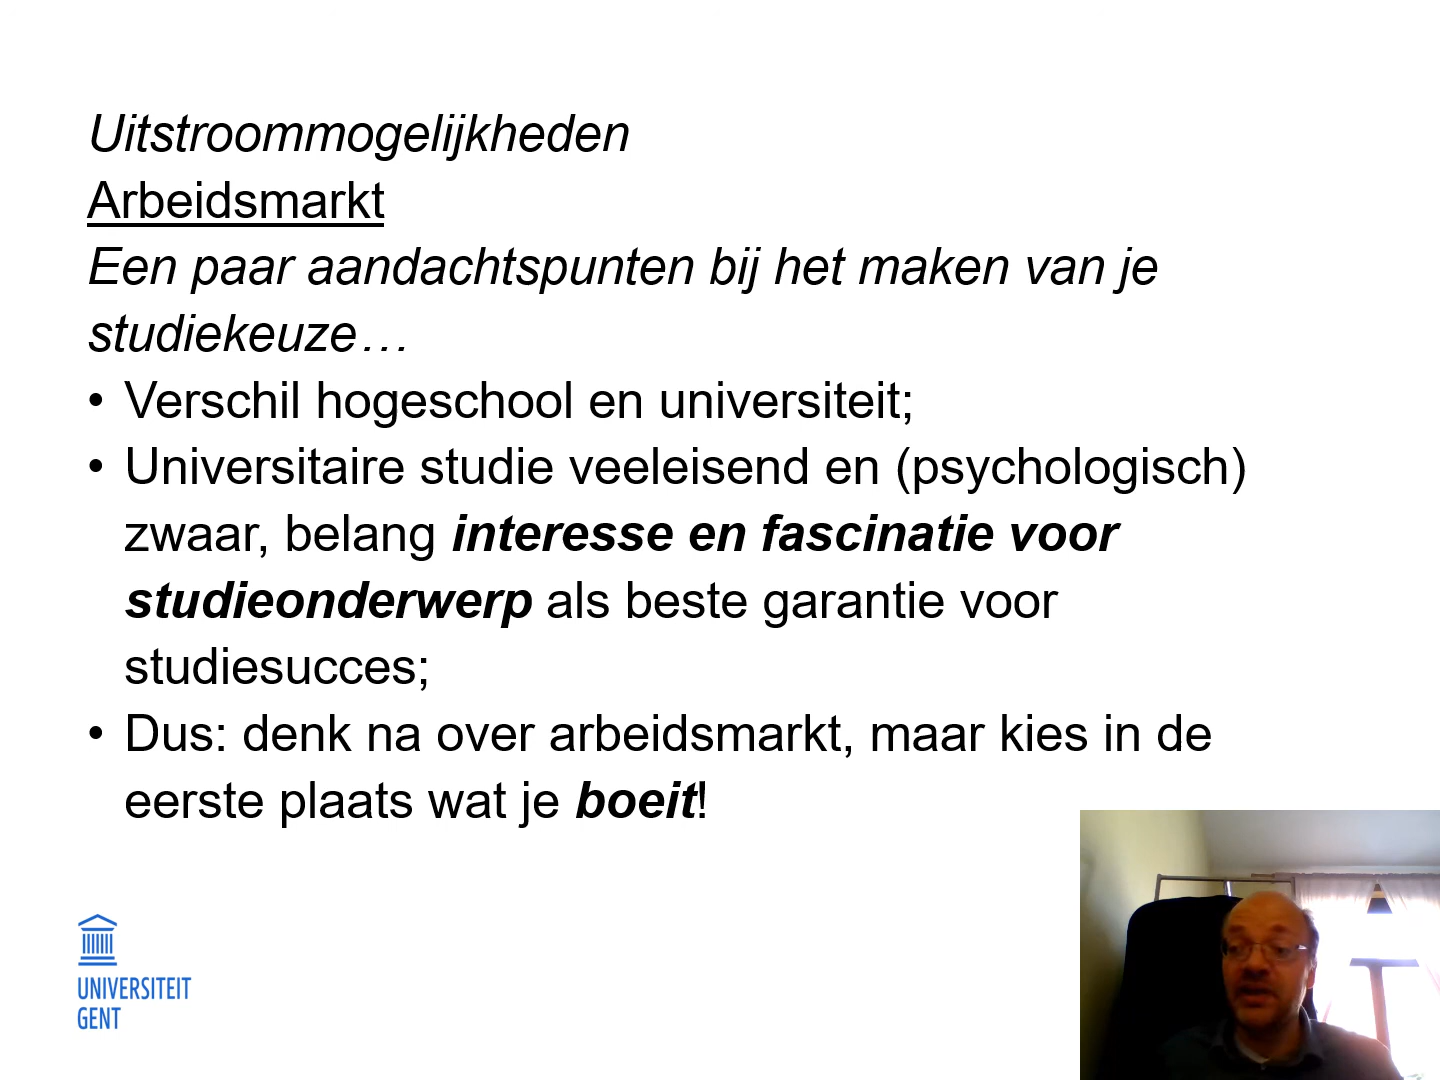 Uitstroommogelijkheden
Arbeidsmarkt
Een paar aandachtspunten bij het maken van je
studiekeuze…
• Verschil hogeschool en universiteit;
• Universitaire studie veeleisend en (psychologisch)
zwaar, belang interesse en fascinatie voor
studieonderwerp als beste garantie voor
studiesucces;
• Dus: denk na over arbeidsmarkt, maar kies in de
eerste plaats wat je boeit!
UNIVERSITEIT
GENT